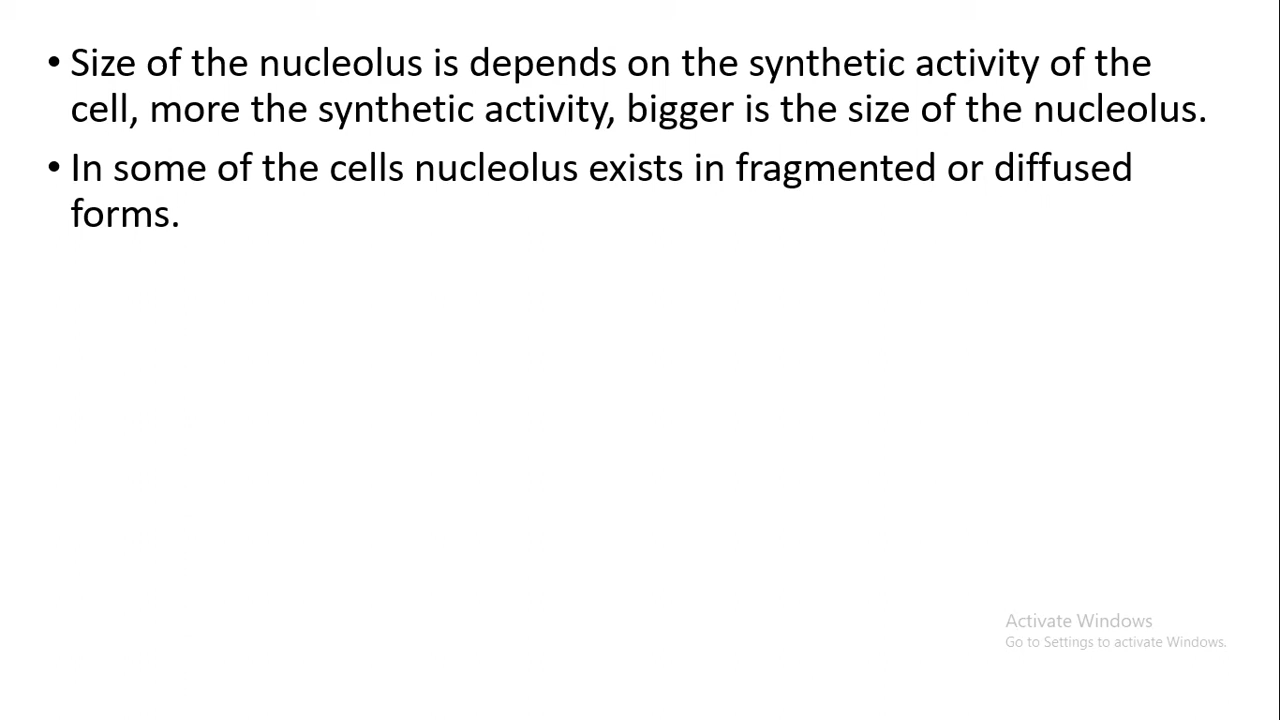 • Size of the nucleolus is depends on the synthetic activity of the
cell, more the synthetic activity, bigger is the size of the nucleolus.
• In some of the cells nucleolus exists in fragmented or diffused
forms.
Activate Windows
Go to Settings to activate Windows.